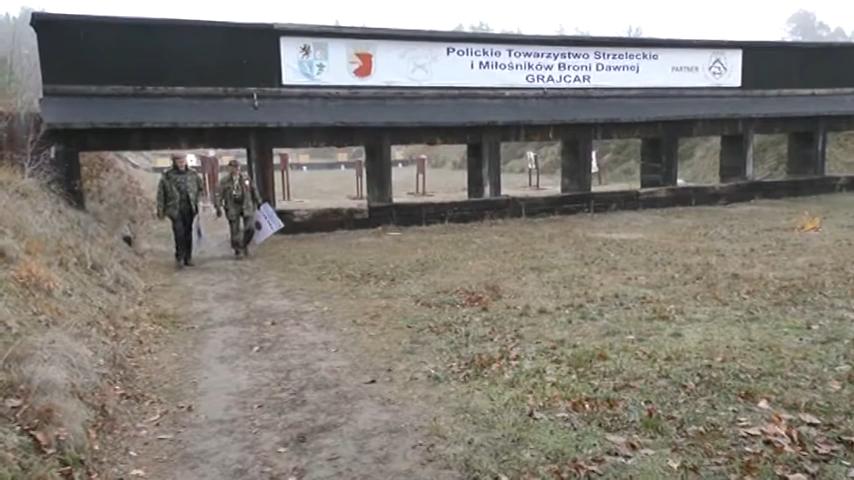 Polickie Towarzystwo Strzeleckie
i Miłośników Broni Dawnej
GRAJCAR
PARTNER